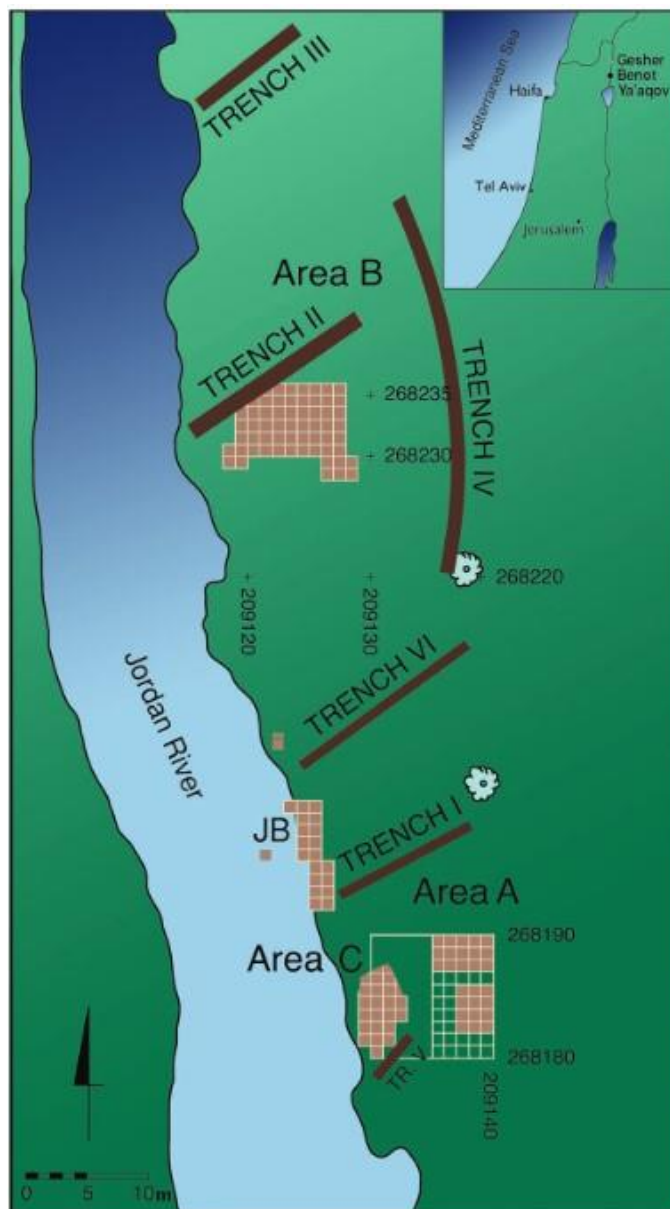 TRENCH III
Mediterranean Sea
Gesher
Benot
Ya'aqov
Haifa
Tel Aviv
Jerusalem
Area B
TRENCH II
TRENCH IV
268235
268230
268220
209120
209130
Jordan River
TRENCH VI
JB
TRENCH I
Area A
Area C
268190
268180
TR. V
209140
0 5 10m